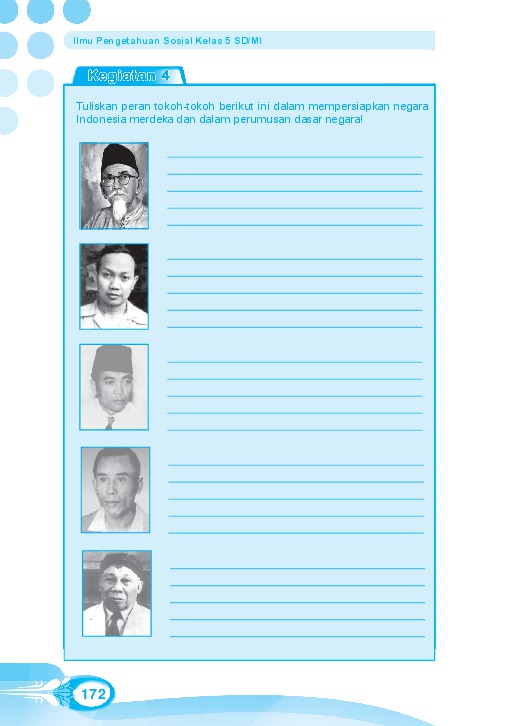 Ilmu Pengetahuan Sosial Kelas 5 SD/MI
Kegiatan 4
Tuliskan peran tokoh-tokoh berikut ini dalam mempersiapkan negara
Indonesia merdeka dan dalam perumusan dasar negara!
172